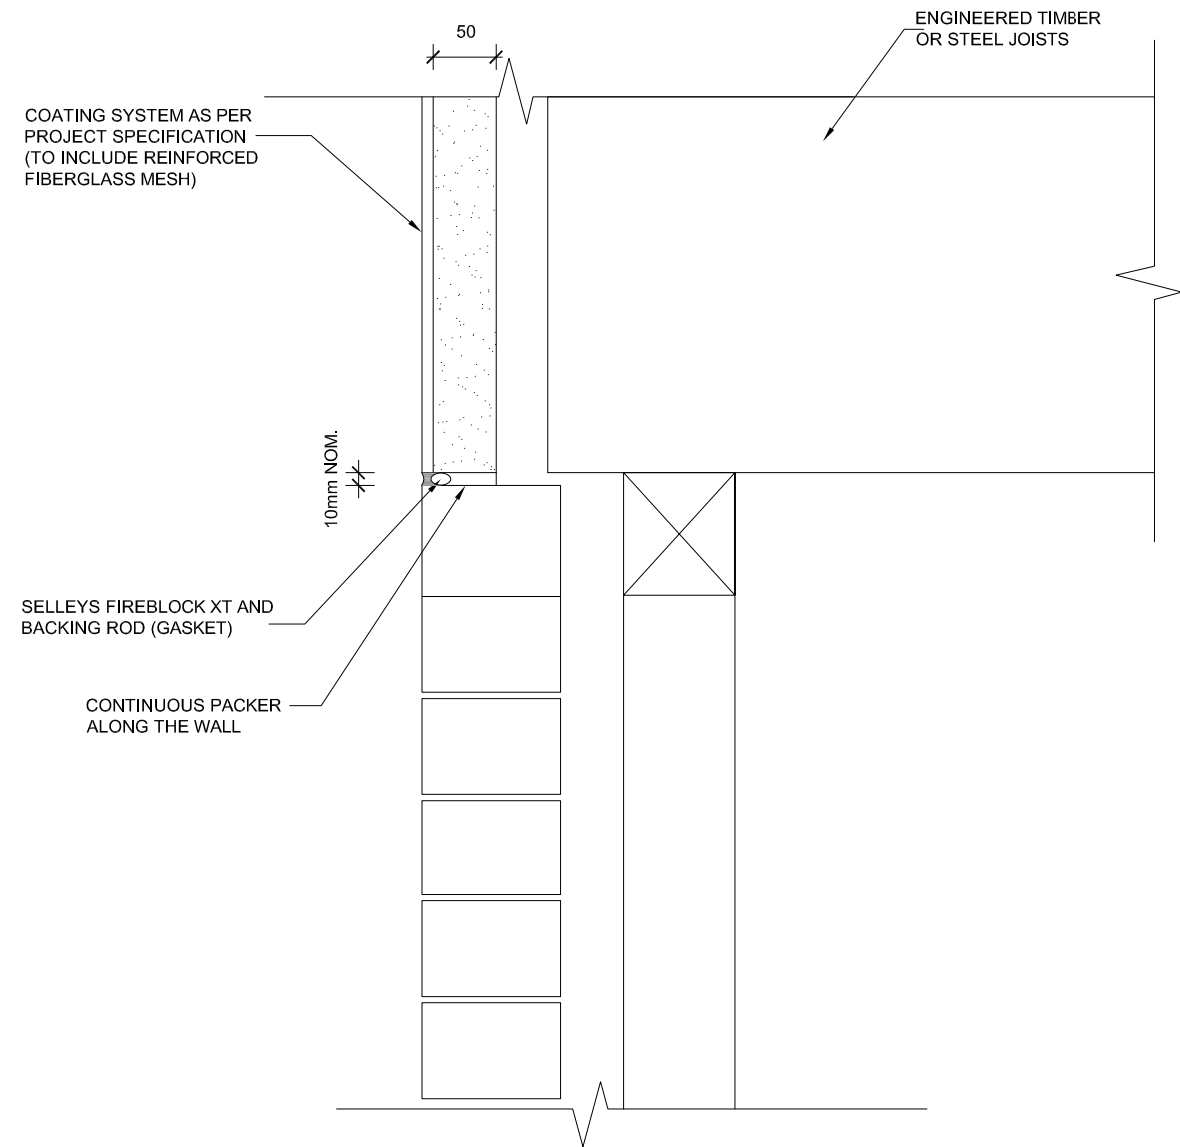 50
ENGINEERED TIMBER
OR STEEL JOISTS
COATING SYSTEM AS PER
PROJECT SPECIFICATION
(TO INCLUDE REINFORCED
FIBERGLASS MESH)
10mm NOM.
SELLEYS FIREBLOCK XT AND
BACKING ROD (GASKET)
CONTINUOUS PACKER
ALONG THE WALL